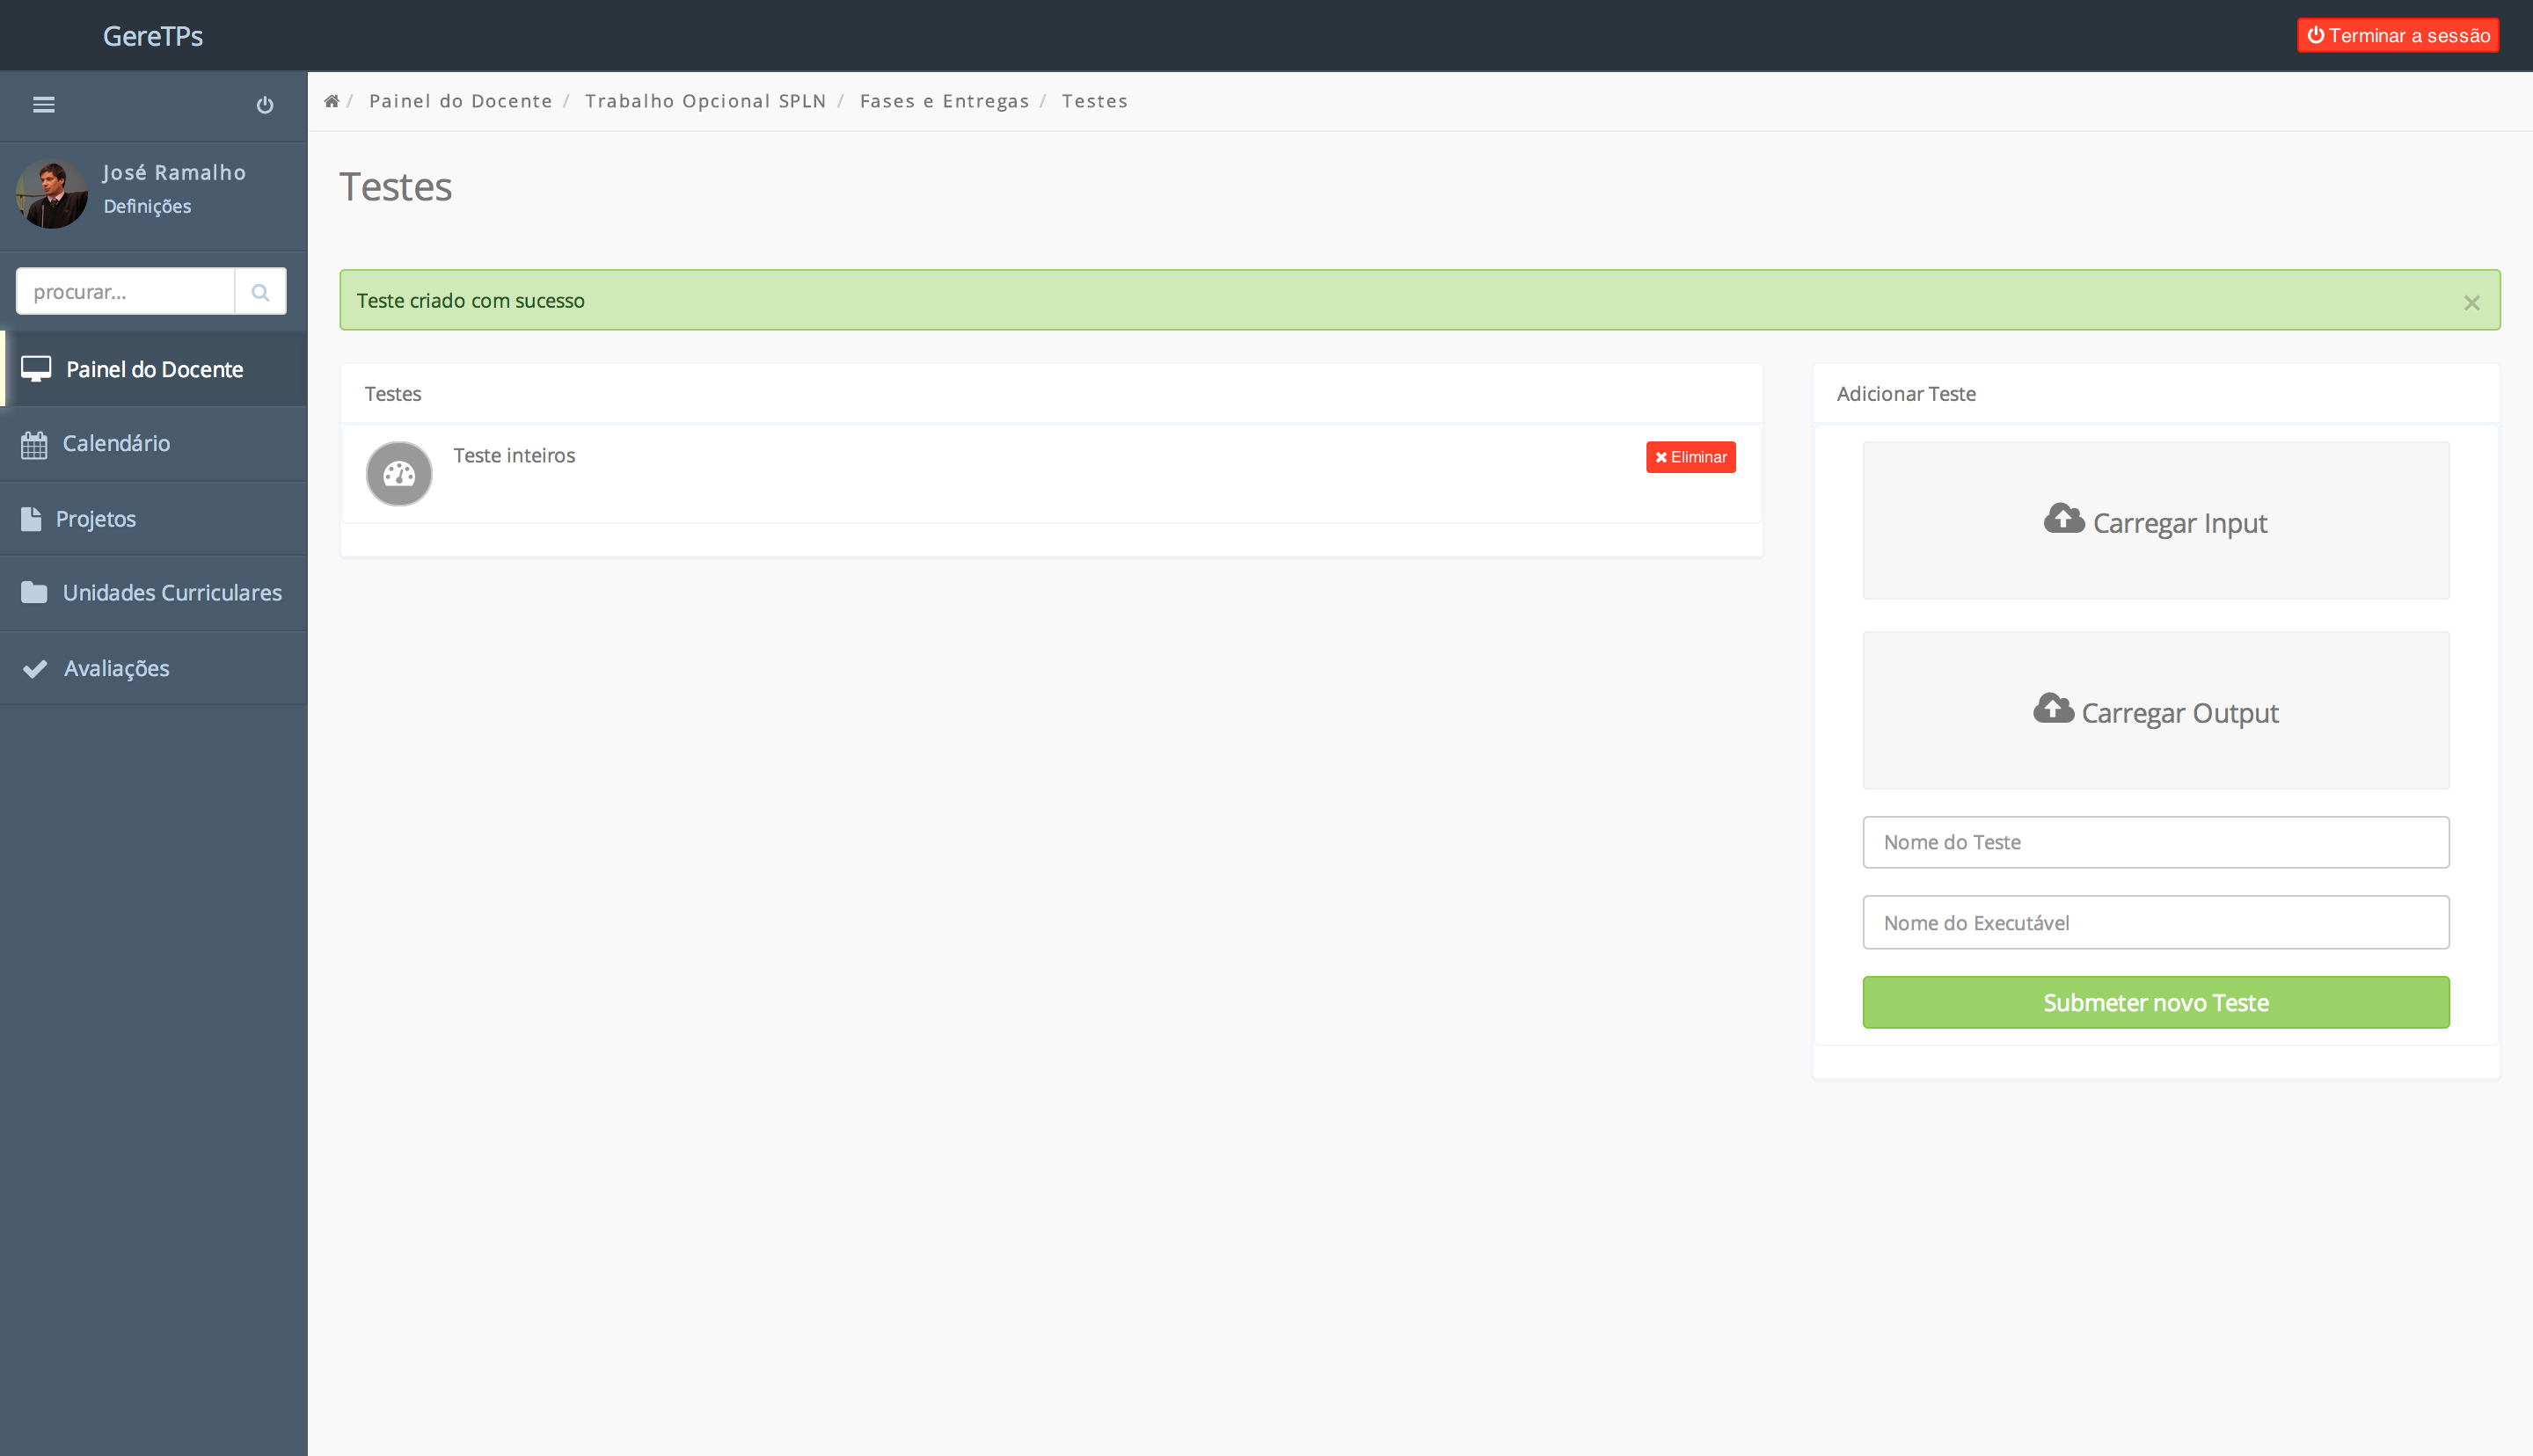 GereTPs
Terminar a sessão
/ Painel do Docente / Trabalho Opcional SPLN / Fases e Entregas / Testes
José Ramalho
Definições
procurar...
Painel do Docente
Calendário
Projetos
Unidades Curriculares
Avaliações
Testes
Teste criado com sucesso
×
Testes
Teste inteiros
Eliminar
Adicionar Teste
Carregar Input
Carregar Output
Nome do Teste
Nome do Executável
Submeter novo Teste